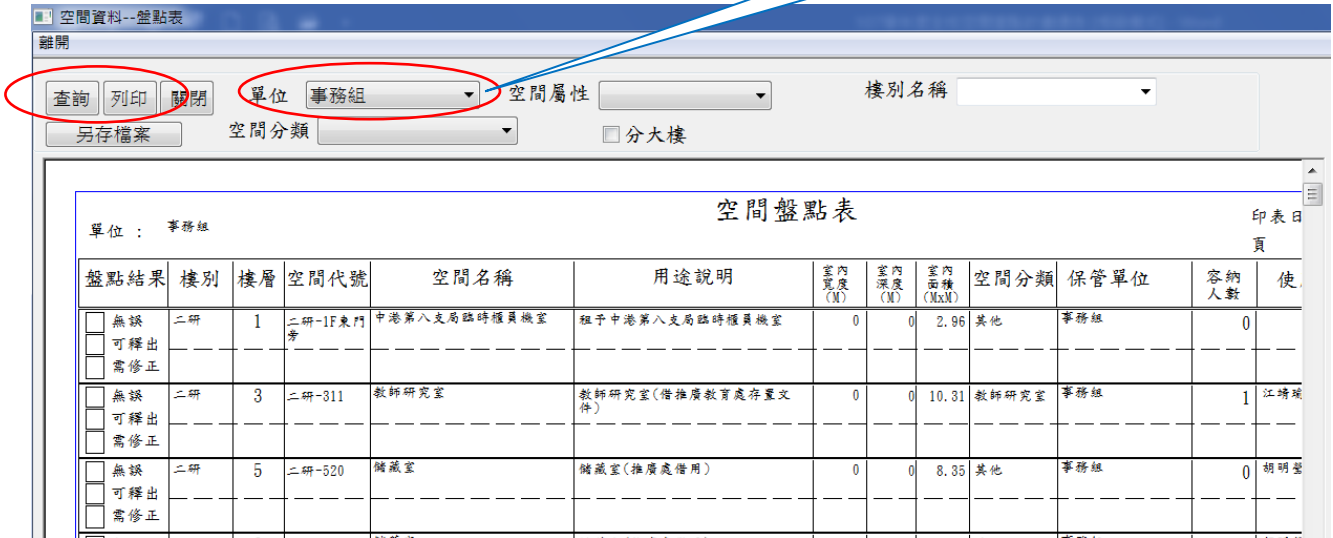 空間資料--盤點表
離開
查詢 列印 關閉 單位 事務組 空間屬性 樓別名稱
另存檔案 空間分類 分大樓
空間盤點表
單位 : 事務組 印表日
頁
盤點結果 樓別 樓層 空間代號 空間名稱 用途說明 室內寬度(M) 室內深度(M) 室內面積(MxM) 空間分類 保管單位 容納人數 使
無誤 二研 1 二研-1F東門旁 中港第八支局臨時櫃員機室 租予中港第八支局臨時櫃員機室 0 0 2.96 其他 事務組 0
可釋出
需修正
無誤 二研 3 二研-311 教師研究室 教師研究室(借推廣教育處存置文件) 0 0 10.31 教師研究室 事務組 1
可釋出
需修正
無誤 二研 5 二研-520 儲藏室 儲藏室(推廣處借用) 0 0 8.35 其他 事務組 0 胡明
可釋出
需修正